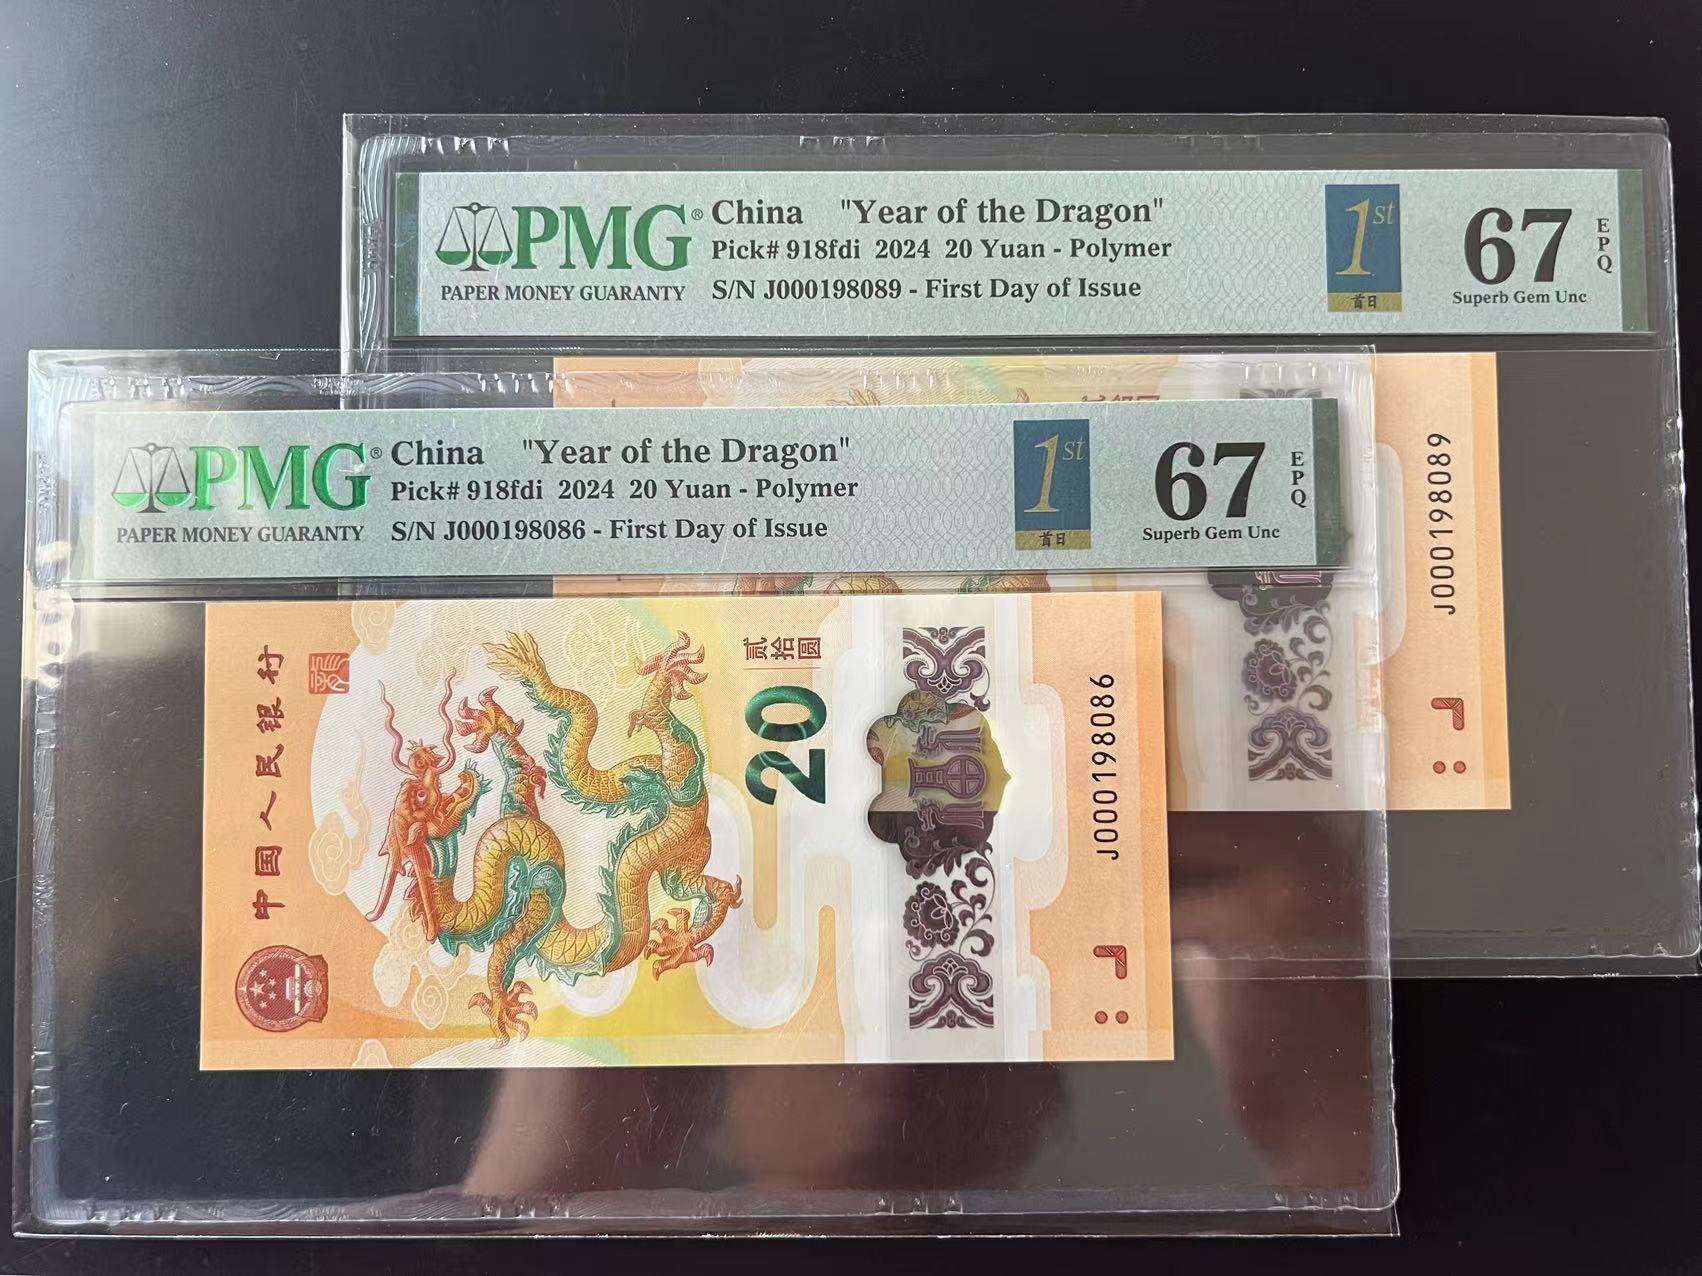 PMG® China "Year of the Dragon" 1st 67 EPQ
Pick# 918fdi 2024 20 Yuan - Polymer
PAPER MONEY GUARANTY S/N J000198089 - First Day of Issue 首日 Superb Gem Unc
J000198089
PMG® China "Year of the Dragon" 1st 67 EPQ
Pick# 918fdi 2024 20 Yuan - Polymer
PAPER MONEY GUARANTY S/N J000198086 - First Day of Issue 首日 Superb Gem Unc
中国人民银行
贰拾圆
20
J000198086